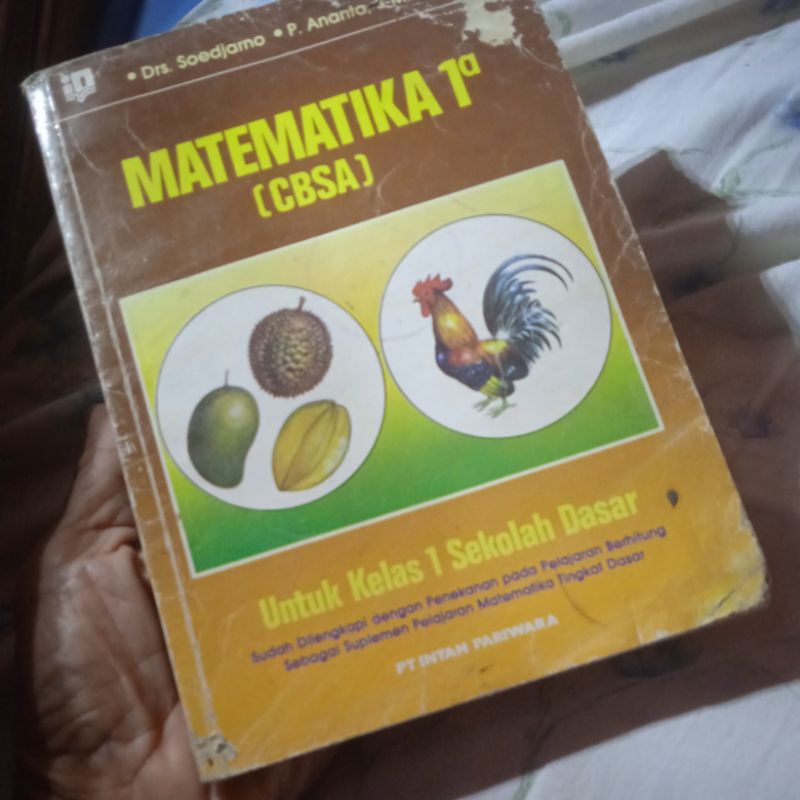 • Drs. Soedjarno • P. Ananta,
MATEMATIKA 1a
(CBSA)
Untuk Kelas 1 Sekolah Dasar
Sudah Dilengkapi dengan Penekanan pada Pelajaran Berhitung
Sebagai Suplemen Pelajaran Matematika Tingkat Dasar
PT INTAN PARIWARA